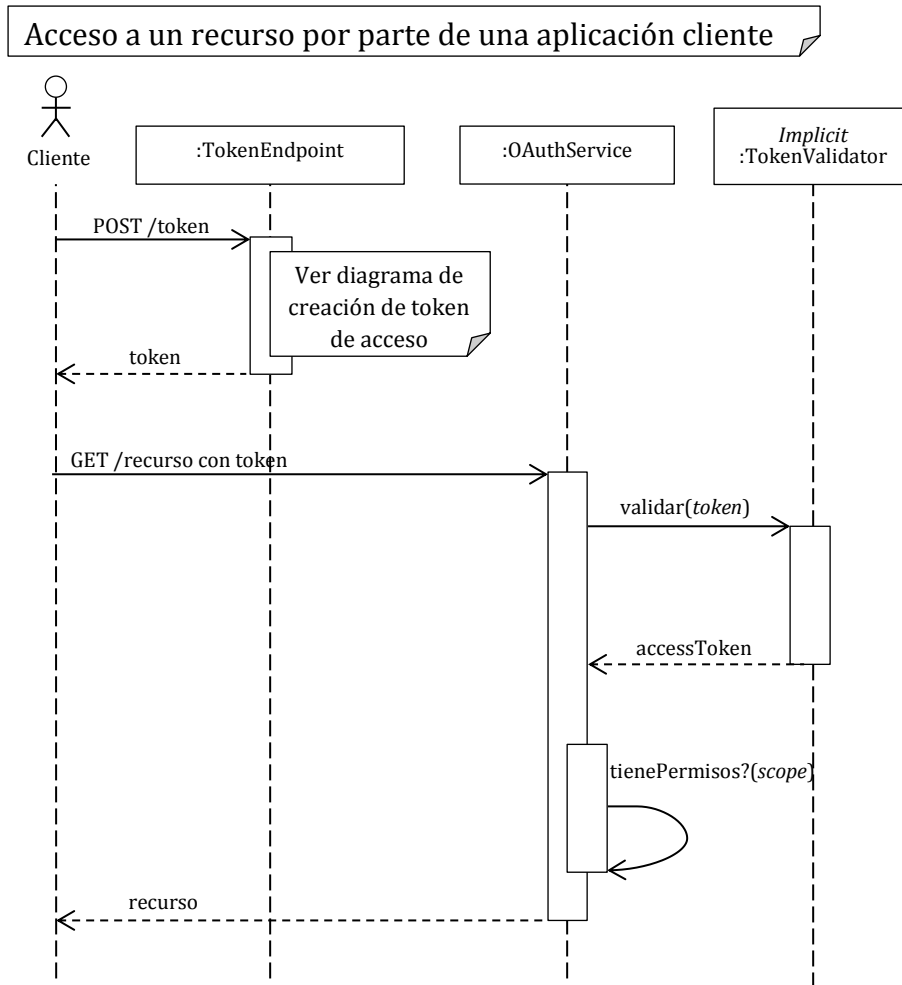 Acceso a un recurso por parte de una aplicación cliente
Cliente
:TokenEndpoint
:OAuthService
Implicit
:TokenValidator
POST /token
Ver diagrama de
creación de token
de acceso
token
GET /recurso con token
validar(token)
accessToken
tienePermisos?(scope)
recurso